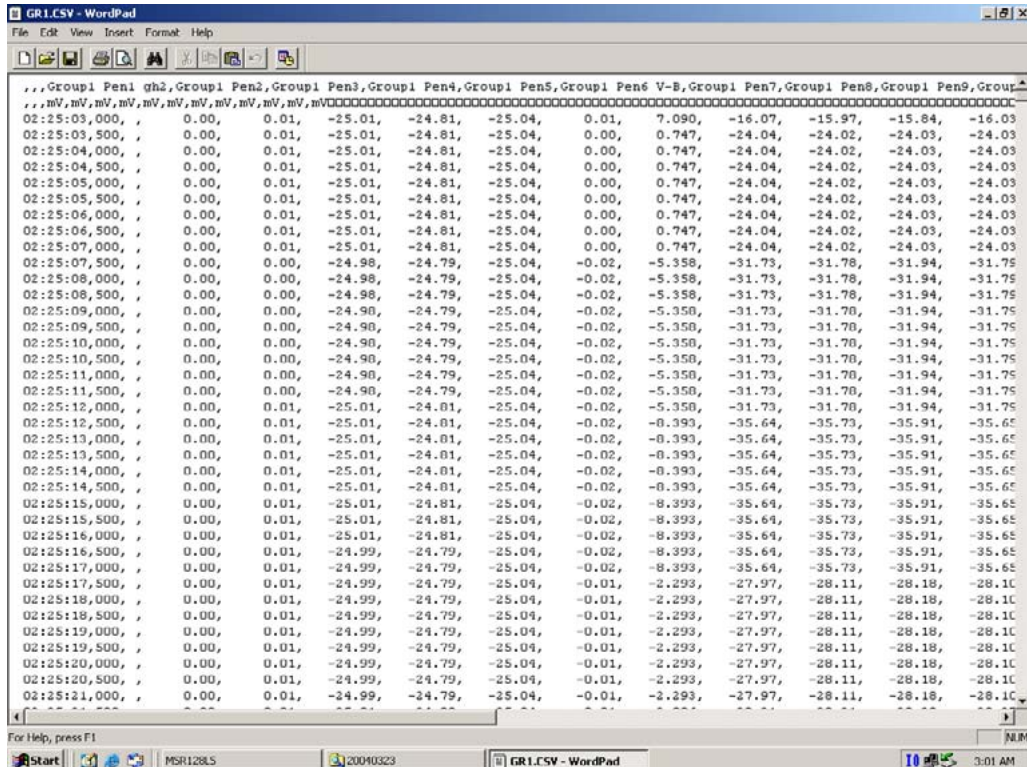 GR1.CSV - WordPad
File Edit View Insert Format Help
,,,Group1 Pen1 gh2,Group1 Pen2,Group1 Pen3,Group1 Pen4,Group1 Pen5,Group1 Pen6 V-B,Group1 Pen7,Group1 Pen8,Group1 Pen9,Group
,,,mV,mV,mV,mV,mV,mV,mV,mV,mV,mV,mV,mV
02:25:03,000, , 0.00, 0.01, -25.01, -24.81, -25.04, 0.01, 7.090, -16.07, -15.97, -15.84, -16.03
02:25:03,500, , 0.00, 0.01, -25.01, -24.81, -25.04, 0.00, 0.747, -24.04, -24.02, -24.03, -24.03
02:25:04,000, , 0.00, 0.01, -25.01, -24.81, -25.04, 0.00, 0.747, -24.04, -24.02, -24.03, -24.03
02:25:04,500, , 0.00, 0.01, -25.01, -24.81, -25.04, 0.00, 0.747, -24.04, -24.02, -24.03, -24.03
02:25:05,000, , 0.00, 0.01, -25.01, -24.81, -25.04, 0.00, 0.747, -24.04, -24.02, -24.03, -24.03
02:25:05,500, , 0.00, 0.01, -25.01, -24.81, -25.04, 0.00, 0.747, -24.04, -24.02, -24.03, -24.03
02:25:06,000, , 0.00, 0.01, -25.01, -24.81, -25.04, 0.00, 0.747, -24.04, -24.02, -24.03, -24.03
02:25:06,500, , 0.00, 0.01, -25.01, -24.81, -25.04, 0.00, 0.747, -24.04, -24.02, -24.03, -24.03
02:25:07,000, , 0.00, 0.01, -25.01, -24.81, -25.04, 0.00, 0.747, -24.04, -24.02, -24.03, -24.03
02:25:07,500, , 0.00, 0.00, -24.98, -24.79, -25.04, -0.02, -5.358, -31.73, -31.78, -31.94, -31.79
02:25:08,000, , 0.00, 0.00, -24.98, -24.79, -25.04, -0.02, -5.358, -31.73, -31.78, -31.94, -31.79
02:25:08,500, , 0.00, 0.00, -24.98, -24.79, -25.04, -0.02, -5.358, -31.73, -31.78, -31.94, -31.79
02:25:09,000, , 0.00, 0.00, -24.98, -24.79, -25.04, -0.02, -5.358, -31.73, -31.78, -31.94, -31.79
02:25:09,500, , 0.00, 0.00, -24.98, -24.79, -25.04, -0.02, -5.358, -31.73, -31.78, -31.94, -31.79
02:25:10,000, , 0.00, 0.00, -24.98, -24.79, -25.04, -0.02, -5.358, -31.73, -31.78, -31.94, -31.79
02:25:10,500, , 0.00, 0.00, -24.98, -24.79, -25.04, -0.02, -5.358, -31.73, -31.78, -31.94, -31.79
02:25:11,000, , 0.00, 0.00, -24.98, -24.79, -25.04, -0.02, -5.358, -31.73, -31.78, -31.94, -31.79
02:25:11,500, , 0.00, 0.00, -24.98, -24.79, -25.04, -0.02, -5.358, -31.73, -31.78, -31.94, -31.79
02:25:12,000, , 0.00, 0.01, -25.01, -24.81, -25.04, -0.02, -5.358, -31.73, -31.78, -31.94, -31.79
02:25:12,500, , 0.00, 0.01, -25.01, -24.81, -25.04, -0.02, -8.393, -35.64, -35.73, -35.91, -35.65
02:25:13,000, , 0.00, 0.01, -25.01, -24.81, -25.04, -0.02, -8.393, -35.64, -35.73, -35.91, -35.65
02:25:13,500, , 0.00, 0.01, -25.01, -24.81, -25.04, -0.02, -8.393, -35.64, -35.73, -35.91, -35.65
02:25:14,000, , 0.00, 0.01, -25.01, -24.81, -25.04, -0.02, -8.393, -35.64, -35.73, -35.91, -35.65
02:25:14,500, , 0.00, 0.01, -25.01, -24.81, -25.04, -0.02, -8.393, -35.64, -35.73, -35.91, -35.65
02:25:15,000, , 0.00, 0.01, -25.01, -24.81, -25.04, -0.02, -8.393, -35.64, -35.73, -35.91, -35.65
02:25:15,500, , 0.00, 0.01, -25.01, -24.81, -25.04, -0.02, -8.393, -35.64, -35.73, -35.91, -35.65
02:25:16,000, , 0.00, 0.01, -25.01, -24.81, -25.04, -0.02, -8.393, -35.64, -35.73, -35.91, -35.65
02:25:16,500, , 0.00, 0.01, -24.99, -24.79, -25.04, -0.02, -8.393, -35.64, -35.73, -35.91, -35.65
02:25:17,000, , 0.00, 0.01, -24.99, -24.79, -25.04, -0.02, -8.393, -35.64, -35.73, -35.91, -35.65
02:25:17,500, , 0.00, 0.01, -24.99, -24.79, -25.04, -0.01, -2.293, -27.97, -28.11, -28.18, -28.10
02:25:18,000, , 0.00, 0.01, -24.99, -24.79, -25.04, -0.01, -2.293, -27.97, -28.11, -28.18, -28.10
02:25:18,500, , 0.00, 0.01, -24.99, -24.79, -25.04, -0.01, -2.293, -27.97, -28.11, -28.18, -28.10
02:25:19,000, , 0.00, 0.01, -24.99, -24.79, -25.04, -0.01, -2.293, -27.97, -28.11, -28.18, -28.10
02:25:19,500, , 0.00, 0.01, -24.99, -24.79, -25.04, -0.01, -2.293, -27.97, -28.11, -28.18, -28.10
02:25:20,000, , 0.00, 0.01, -24.99, -24.79, -25.04, -0.01, -2.293, -27.97, -28.11, -28.18, -28.10
02:25:20,500, , 0.00, 0.01, -24.99, -24.79, -25.04, -0.01, -2.293, -27.97, -28.11, -28.18, -28.10
02:25:21,000, , 0.00, 0.01, -24.99, -24.79, -25.04, -0.01, -2.293, -27.97, -28.11, -28.18, -28.10
For Help, press F1 NUM
Start MSR128LS 20040323 GR1.CSV - WordPad 3:01 AM